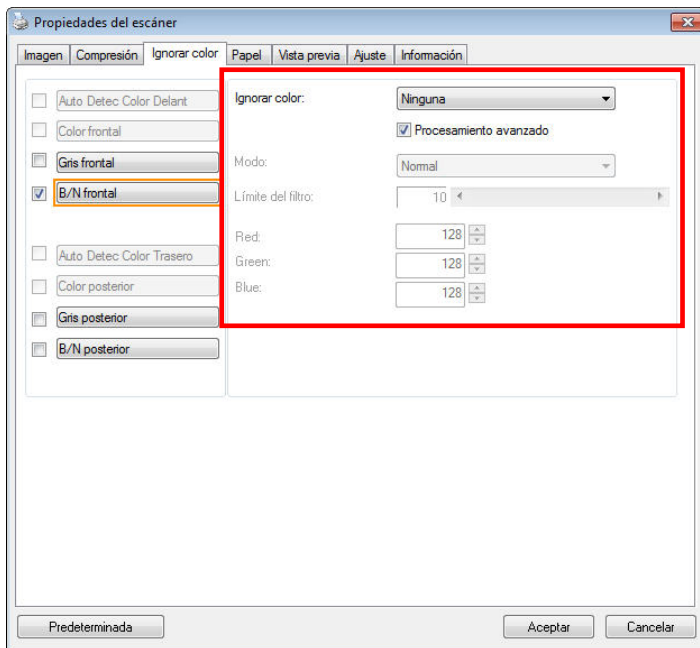 Propiedades del escáner
Imagen Compresión Ignorar color Papel Vista previa Ajuste Información
Auto Detec Color Delant
Color frontal
Gris frontal
B/N frontal
Auto Detec Color Trasero
Color posterior
Gris posterior
B/N posterior
Ignorar color: Ninguna
Procesamiento avanzado
Modo: Normal
Límite del filtro: 10
Red: 128
Green: 128
Blue: 128
Predeterminada Aceptar Cancelar